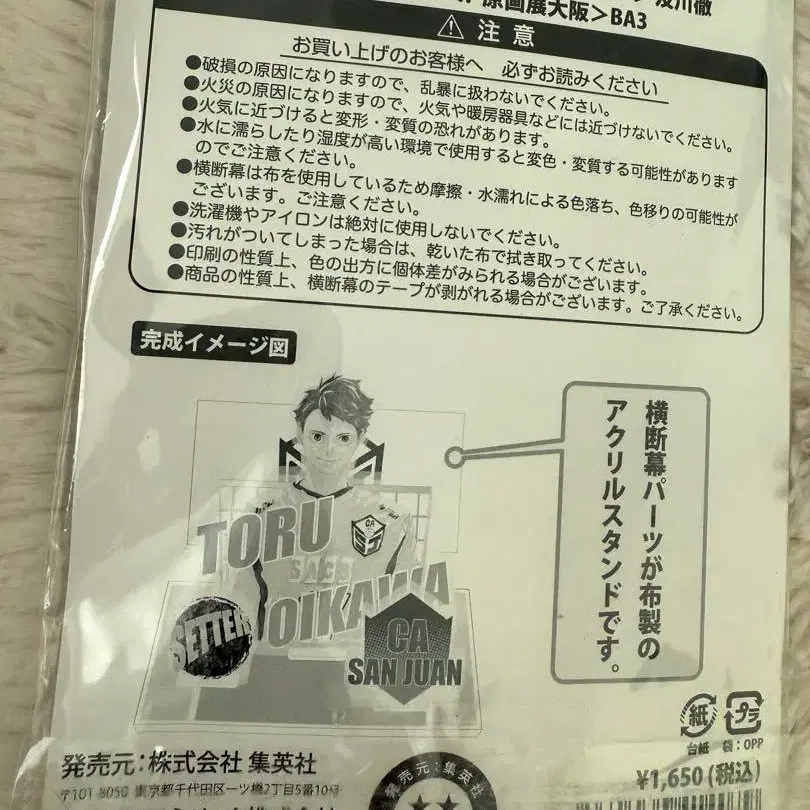 及川徹
原画展大阪＞BA3
注意
お買い上げのお客様へ 必ずお読みください
●破損の原因になりますので、乱暴に扱わないでください。
●火災の原因になりますので、火気や暖房器具などには近づけないでください。
●火気に近づけると変形・変質の恐れがあります。
●水に濡らしたり湿度が高い環境で使用すると変色・変質する可能性があります
のでご注意ください。
●横断幕は布を使用しているため摩擦・水濡れによる色落ち、色移りの可能性が
ございます。ご注意ください。
●洗濯機やアイロンは絶対に使用しないでください。
●汚れがついてしまった場合は、乾いた布で拭き取ってください。
●印刷の性質上、色の出方に個体差がみられる場合がございます。
●商品の性質上、横断幕のテープが剥がれる場合がございます。ご了承ください。
完成イメージ図
横断幕パーツが布製の
アクリルスタンドです。
CA
SJ
TORU
OIKAWA
SETTER
CA
SAN JUAN
紙
プラ
台紙 袋：OPP
¥1,650(税込)
発売元：株式会社 集英社
〒101-8050 東京都千代田区一ツ橋2丁目5番10号
発売元：集英社